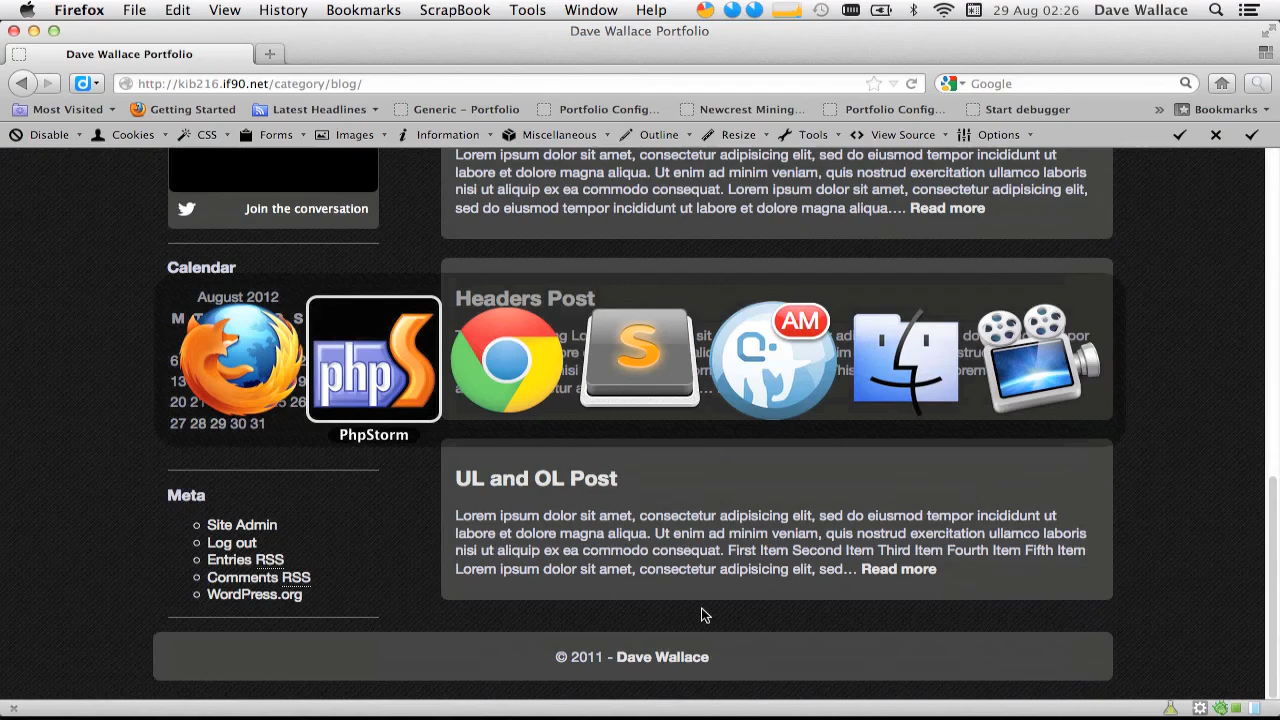 Firefox File Edit View History Bookmarks ScrapBook Tools Window Help 29 Aug 02:26 Dave Wallace
Dave Wallace Portfolio
Dave Wallace Portfolio
http://kib216.if90.net/category/blog/ Google
Most Visited Getting Started Latest Headlines Generic – Portfolio Portfolio Config... Newcrest Mining... Portfolio Config... Start debugger » Bookmarks
Disable Cookies CSS Forms Images Information Miscellaneous Outline Resize Tools View Source Options
Lorem ipsum dolor sit amet, consectetur adipisicing elit, sed do eiusmod tempor incididunt ut
labore et dolore magna aliqua. Ut enim ad minim veniam, quis nostrud exercitation ullamco laboris
nisi ut aliquip ex ea commodo consequat. Lorem ipsum dolor sit amet, consectetur adipisicing elit,
sed do eiusmod tempor incididunt ut labore et dolore magna aliqua.... Read more
Join the conversation
Calendar
August 2012
M T S
6
13
20 21 26
27 28 29 30 31
Headers Post
AM
php S
S
PhpStorm
UL and OL Post
Lorem ipsum dolor sit amet, consectetur adipisicing elit, sed do eiusmod tempor incididunt ut
labore et dolore magna aliqua. Ut enim ad minim veniam, quis nostrud exercitation ullamco laboris
nisi ut aliquip ex ea commodo consequat. First Item Second Item Third Item Fourth Item Fifth Item
Lorem ipsum dolor sit amet, consectetur adipisicing elit, sed... Read more
Meta
Site Admin
Log out
Entries RSS
Comments RSS
WordPress.org
© 2011 - Dave Wallace